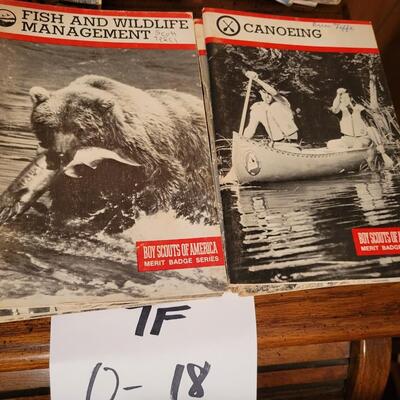 FISH AND WILDLIFE
MANAGEMENT
Scott
BOY SCOUTS OF AMERICA
MERIT BADGE SERIES
CANOEING
BOY SCOUTS OF A
MERIT BADGE
TF
0- 18